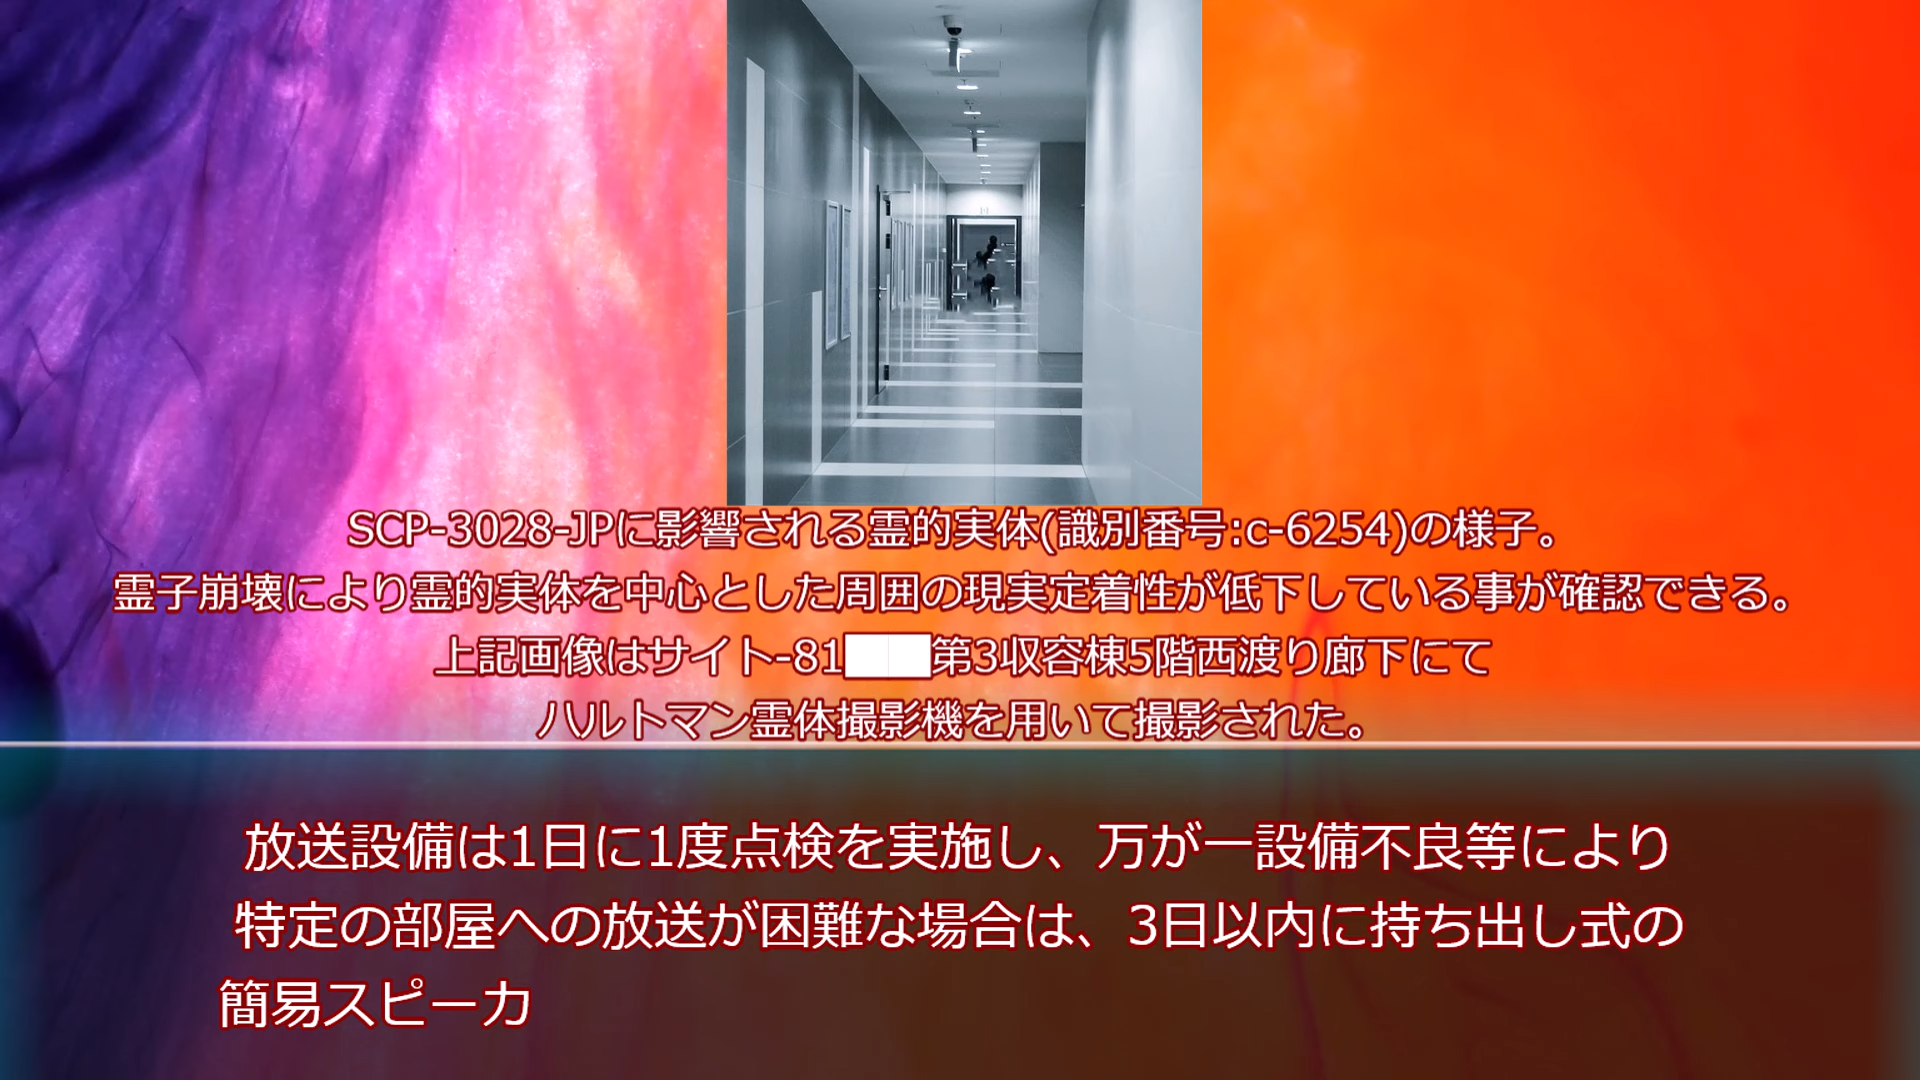 SCP-3028-JPに影響される霊的実体(識別番号:c-6254)の様子。
霊子崩壊により霊的実体を中心とした周囲の現実定着性が低下している事が確認できる。
上記画像はサイト-81██第3収容棟5階西渡り廊下にて
ハルトマン霊体撮影機を用いて撮影された。
放送設備は1日に1度点検を実施し、万が一設備不良等により
特定の部屋への放送が困難な場合は、3日以内に持ち出し式の
簡易スピーカ